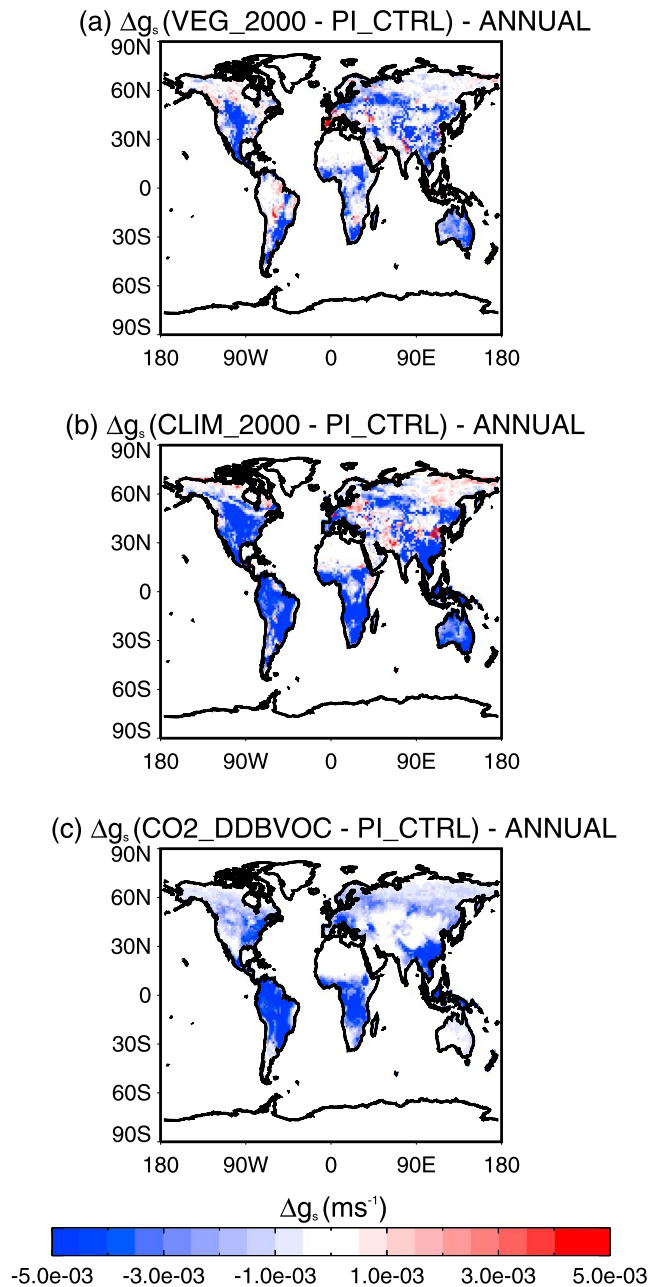 (a) Δgs (VEG_2000 - PI_CTRL) - ANNUAL
90N
60N
30N
0
30S
60S
90S
180 90W 0 90E 180
(b) Δgs (CLIM_2000 - PI_CTRL) - ANNUAL
90N
60N
30N
0
30S
60S
90S
180 90W 0 90E 180
(c) Δgs (CO2_DDBVOC - PI_CTRL) - ANNUAL
90N
60N
30N
0
30S
60S
90S
180 90W 0 90E 180
Δgs (ms⁻¹)
-5.0e-03 -3.0e-03 -1.0e-03 1.0e-03 3.0e-03 5.0e-03